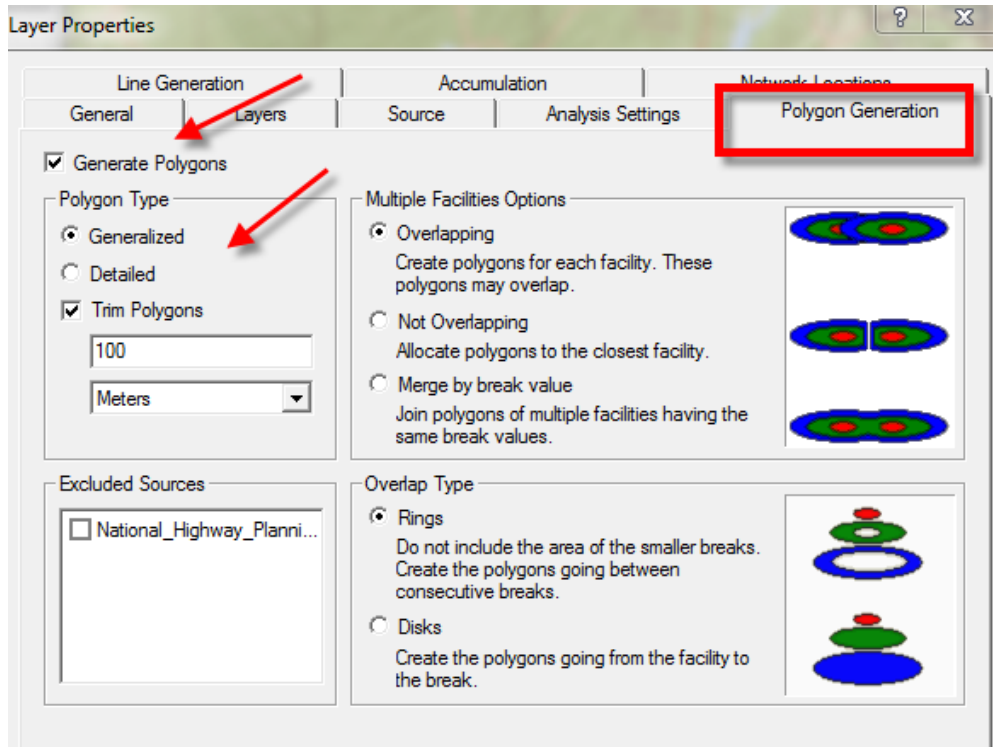 Layer Properties
Line Generation
Accumulation
Network Locations
General
Layers
Source
Analysis Settings
Polygon Generation
Generate Polygons
Polygon Type
Generalized
Detailed
Trim Polygons
100
Meters
Multiple Facilities Options
Overlapping
Create polygons for each facility. These
polygons may overlap.
Not Overlapping
Allocate polygons to the closest facility.
Merge by break value
Join polygons of multiple facilities having the
same break values.
Excluded Sources
National_Highway_Planni...
Overlap Type
Rings
Do not include the area of the smaller breaks.
Create the polygons going between
consecutive breaks.
Disks
Create the polygons going from the facility to
the break.